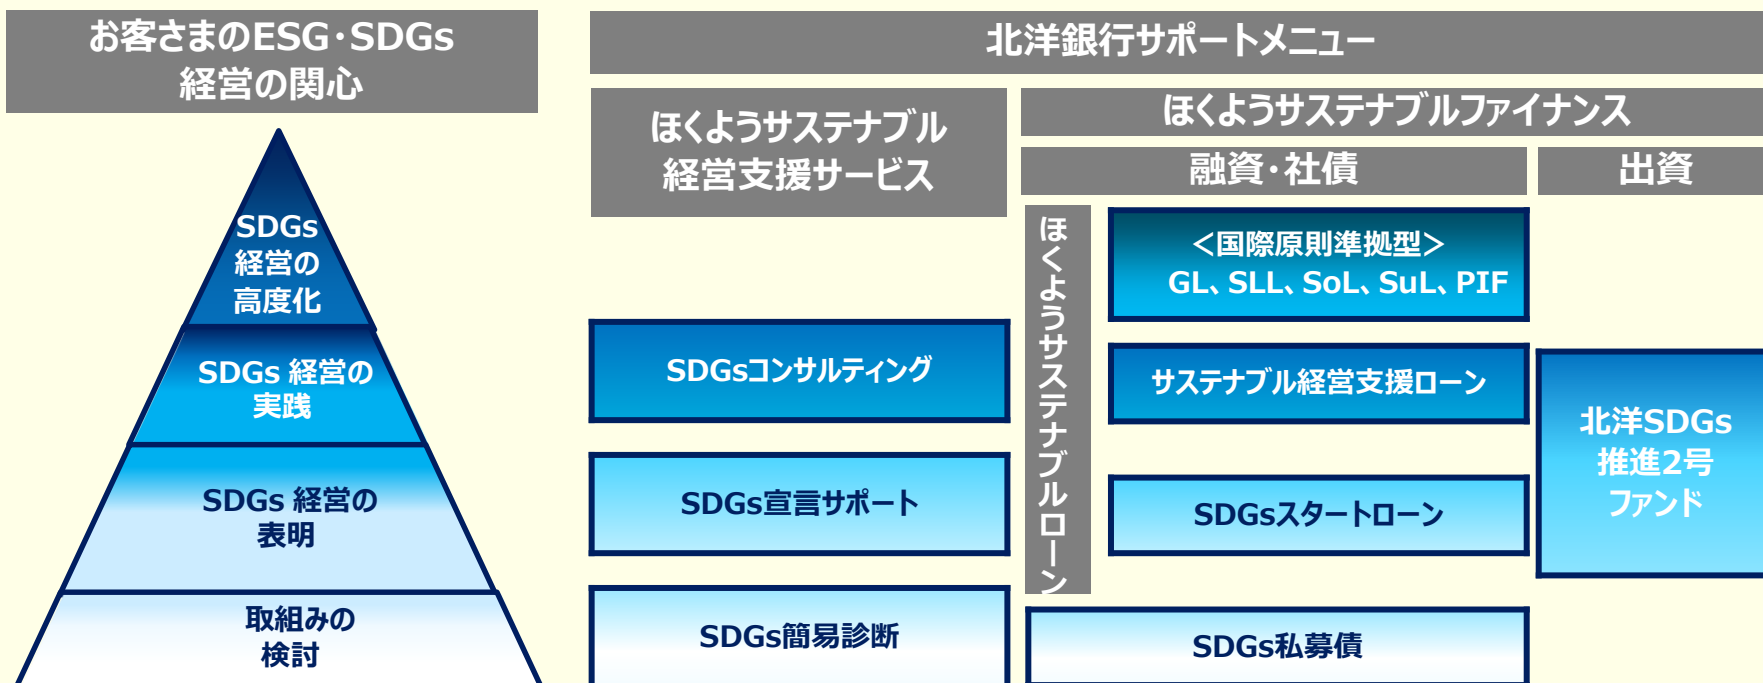 お客さまのESG･SDGs
経営の関心
SDGs
経営の
高度化
SDGs 経営の
実践
SDGs 経営の
表明
取組みの
検討
北洋銀行サポートメニュー
ほくようサステナブル
経営支援サービス
SDGsコンサルティング
SDGs宣言サポート
SDGs簡易診断
ほくようサステナブルファイナンス
融資･社債
ほくようサステナブルローン
＜国際原則準拠型＞
GL、SLL、SoL、SuL、PIF
サステナブル経営支援ローン
SDGsスタートローン
SDGs私募債
出資
北洋SDGs
推進2号
ファンド